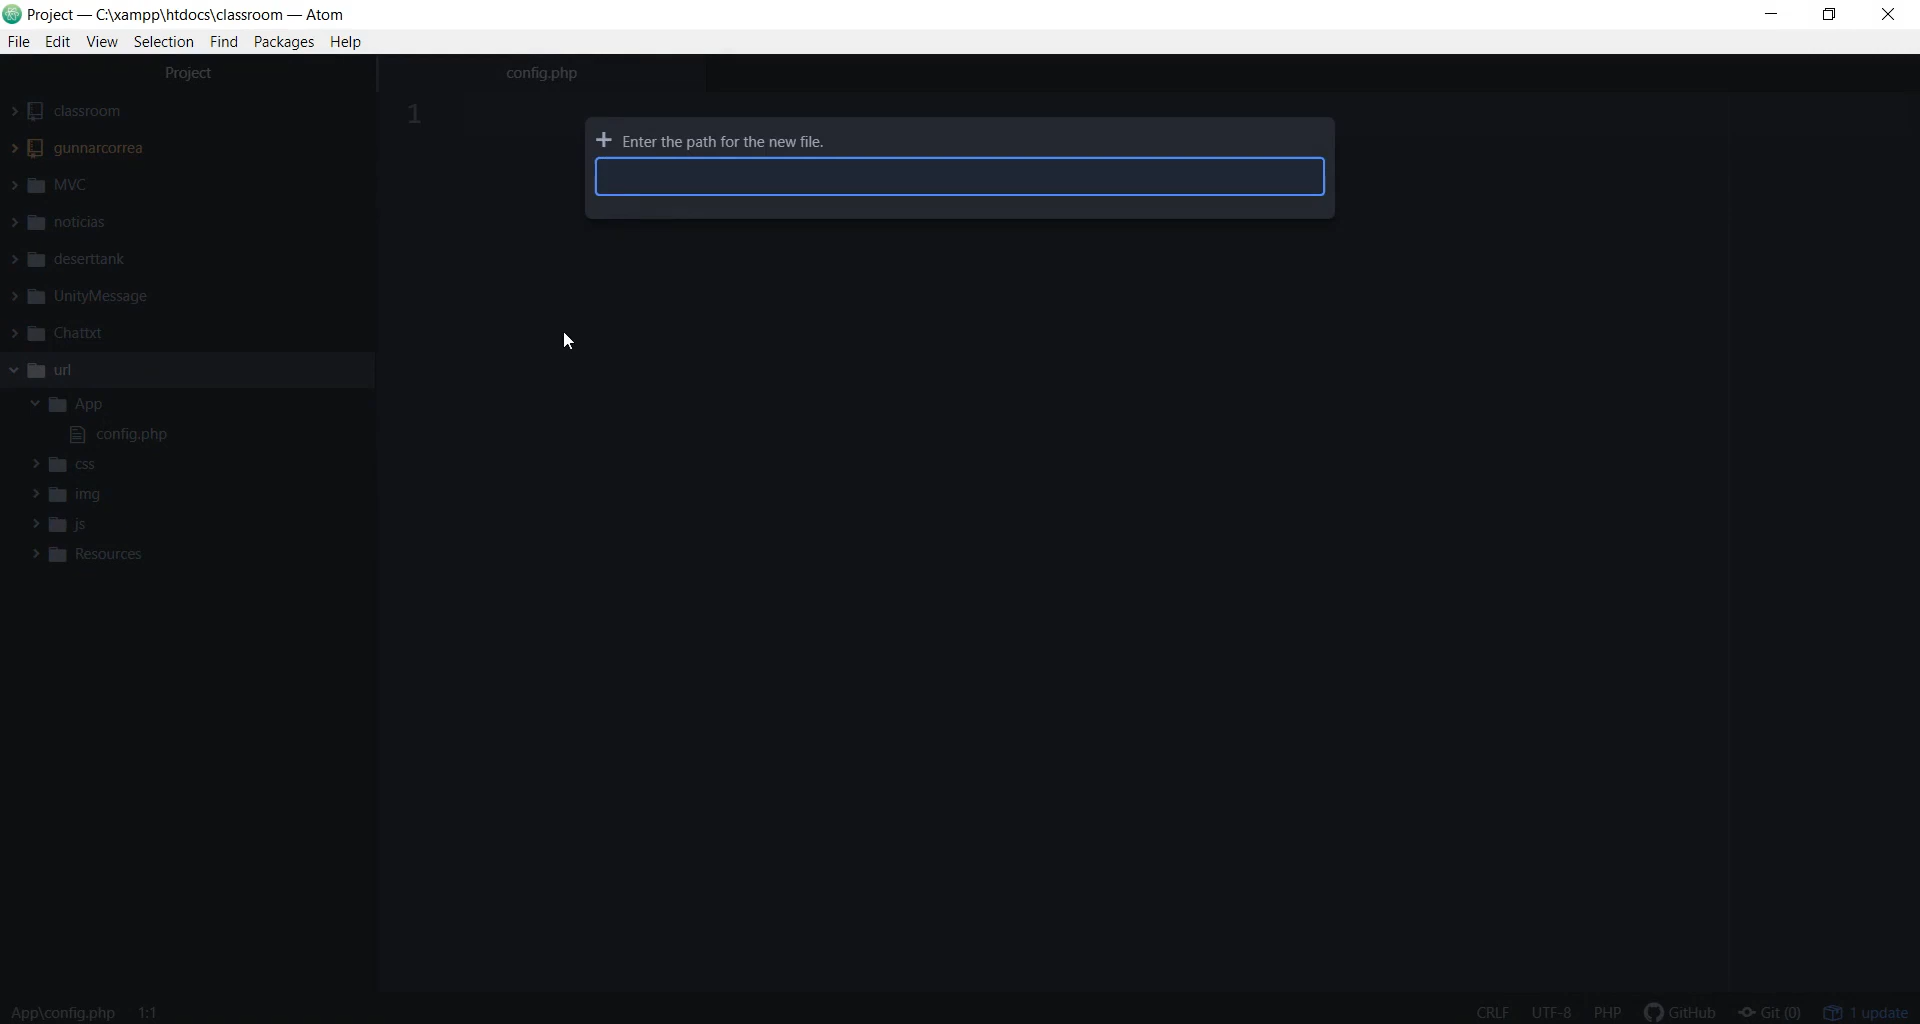 Project — C:\xampp\htdocs\classroom — Atom
File Edit View Selection Find Packages Help
Project
config.php
classroom
1
Enter the path for the new file.
gunnarcorrea
MVC
noticias
deserttank
UnityMessage
Chattxt
url
App
config.php
css
img
js
Resources
App\config.php 1:1
CRLF UTF-8 PHP GitHub Git (0) 1 update